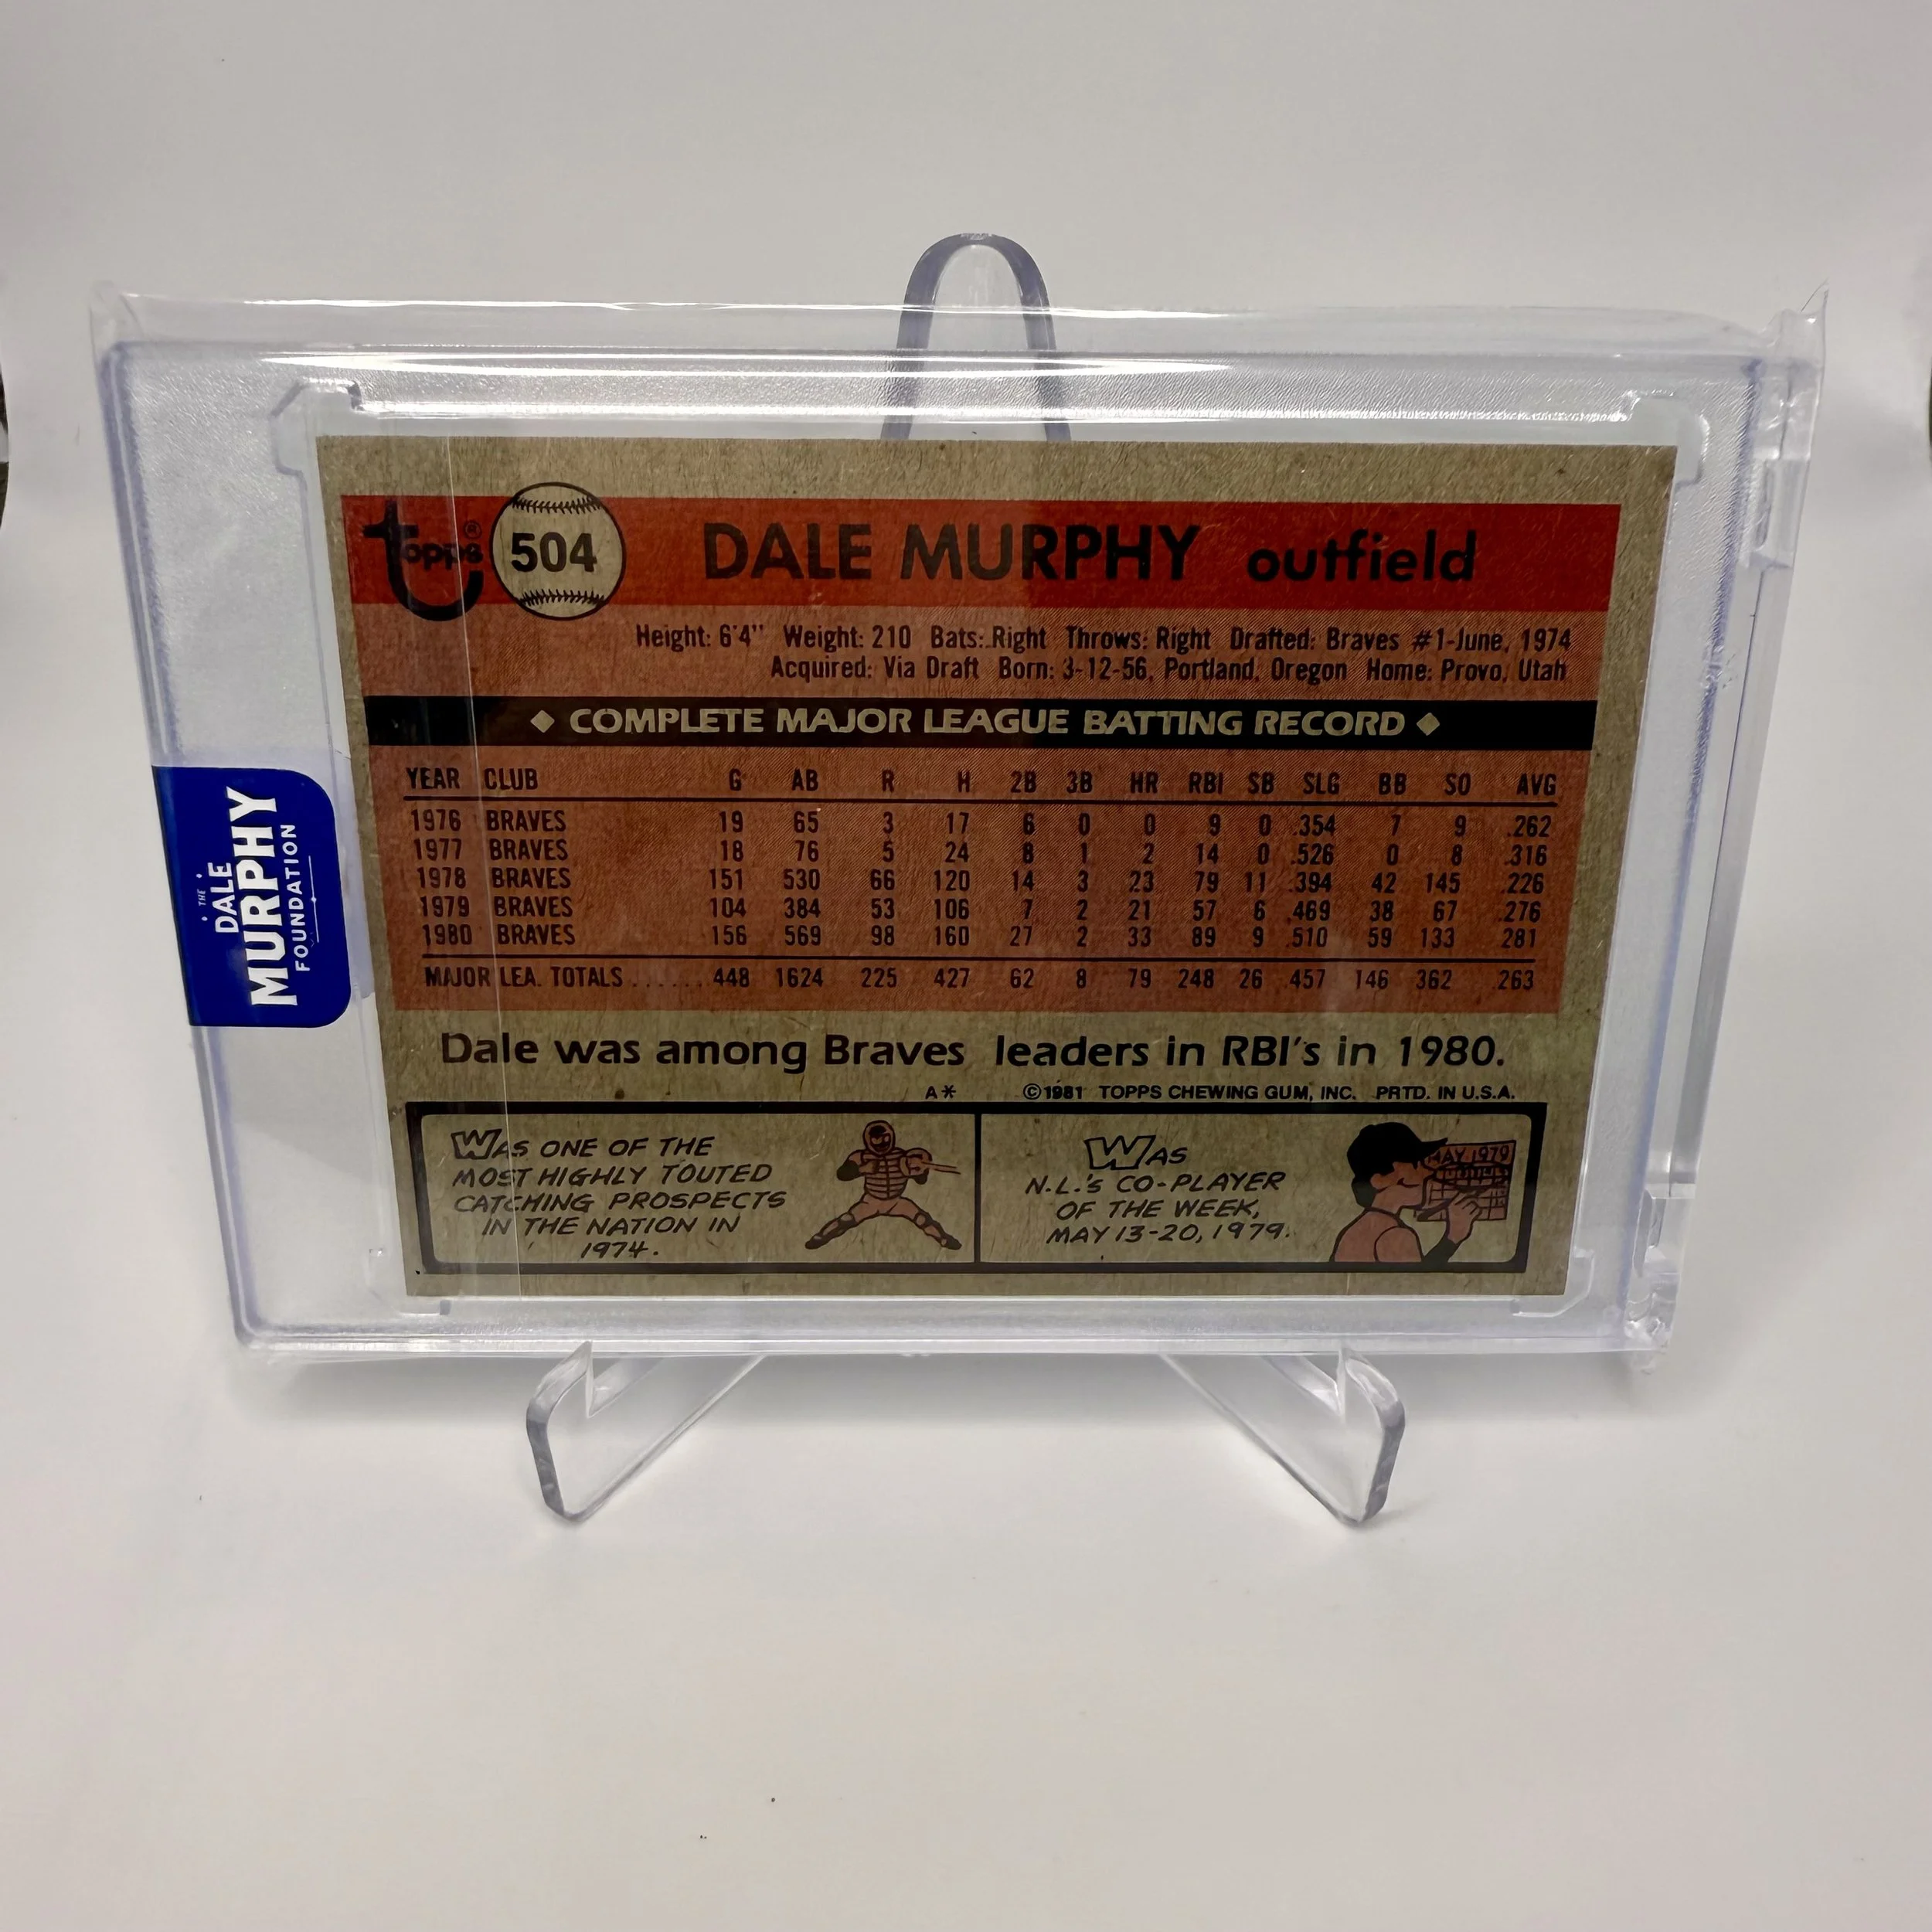 topps® 504 DALE MURPHY outfield
Height: 6'4" Weight: 210 Bats: Right Throws: Right Drafted: Braves #1-June, 1974
Acquired: Via Draft Born: 3-12-56, Portland, Oregon Home: Provo, Utah
◆ COMPLETE MAJOR LEAGUE BATTING RECORD ◆
YEAR CLUB G AB R H 2B 3B HR RBI SB SLG BB SO AVG
1976 BRAVES 19 65 3 17 6 0 0 9 0 .354 7 9 .262
1977 BRAVES 18 76 5 24 8 1 2 14 0 .526 0 8 .316
1978 BRAVES 151 530 66 120 14 3 23 79 11 .394 42 145 .226
1979 BRAVES 104 384 53 106 7 2 21 57 6 .469 38 67 .276
1980 BRAVES 156 569 98 160 27 2 33 89 9 .510 59 133 .281
MAJOR LEA. TOTALS ...... 448 1624 225 427 62 8 79 248 26 .457 146 362 .263
Dale was among Braves leaders in RBI's in 1980.
A* ©1981 TOPPS CHEWING GUM, INC. PRTD. IN U.S.A.
WAS ONE OF THE
MOST HIGHLY TOUTED
CATCHING PROSPECTS
IN THE NATION IN
1974.
WAS
N.L.'S CO-PLAYER
OF THE WEEK,
MAY 13-20, 1979.
MAY 1979
THE
DALE
MURPHY
FOUNDATION